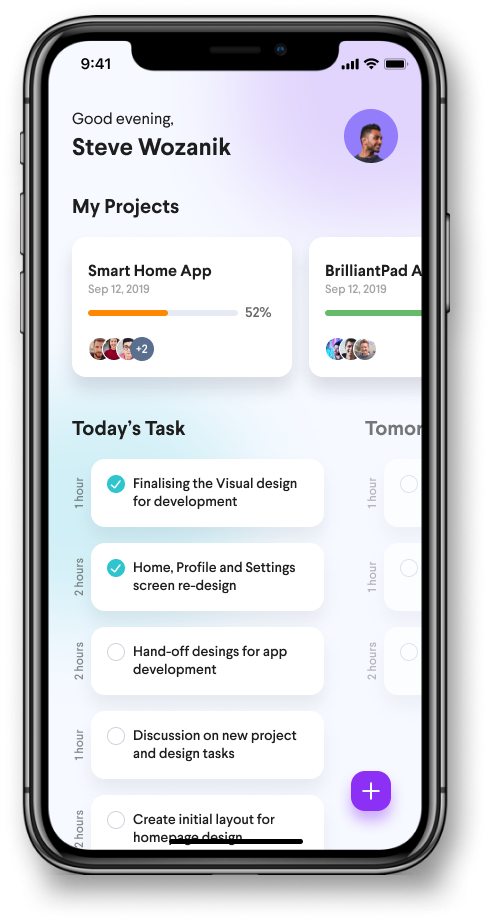 9:41
Good evening,
Steve Wozanik
My Projects
Smart Home App
Sep 12, 2019
52%
+2
BrilliantPad A
Sep 12, 2019
Today's Task
Tomor
1 hour
Finalising the Visual design
for development
1 hour
2 hours
Home, Profile and Settings
screen re-design
1 hour
2 hours
Hand-off desings for app
development
2 hours
1 hour
Discussion on new project
and design tasks
2 hours
Create initial layout for
homepage design